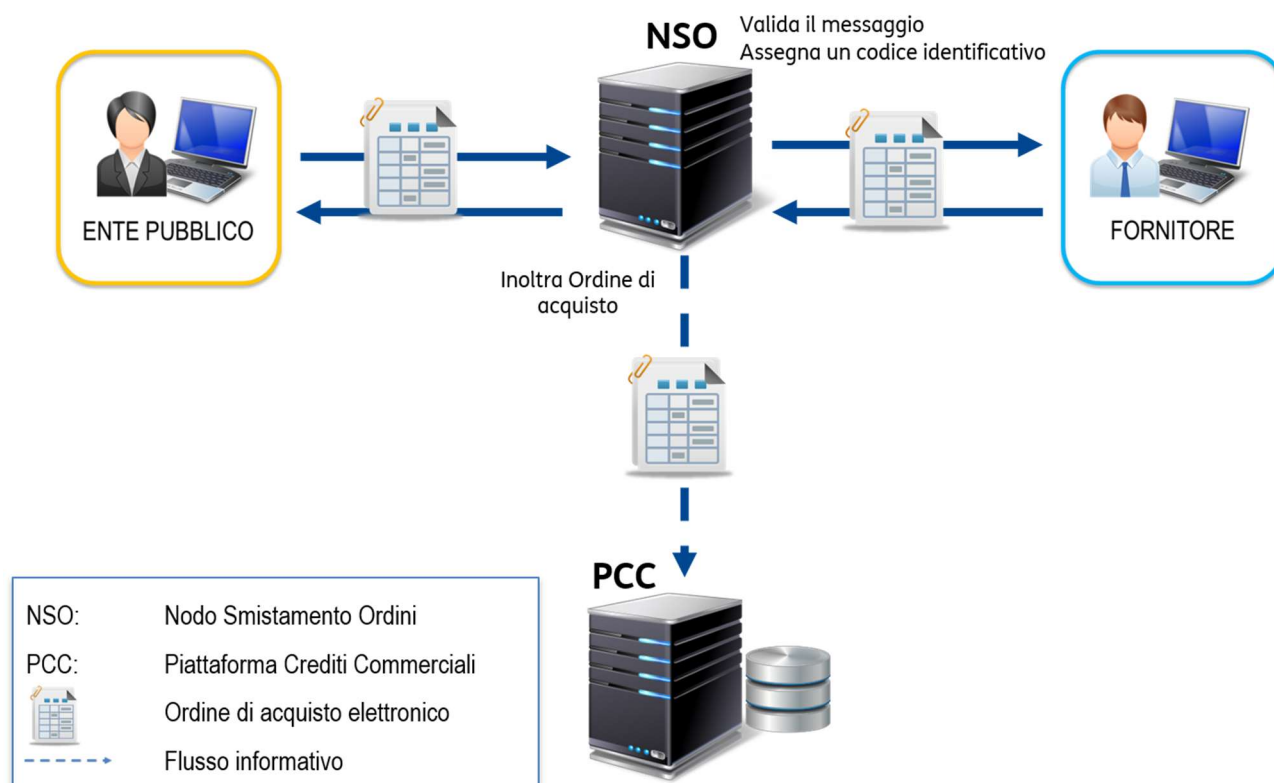 NSO
Valida il messaggio
Assegna un codice identificativo
ENTE PUBBLICO
FORNITORE
Inoltra Ordine di
acquisto
PCC
NSO: Nodo Smistamento Ordini
PCC: Piattaforma Crediti Commerciali
Ordine di acquisto elettronico
Flusso informativo